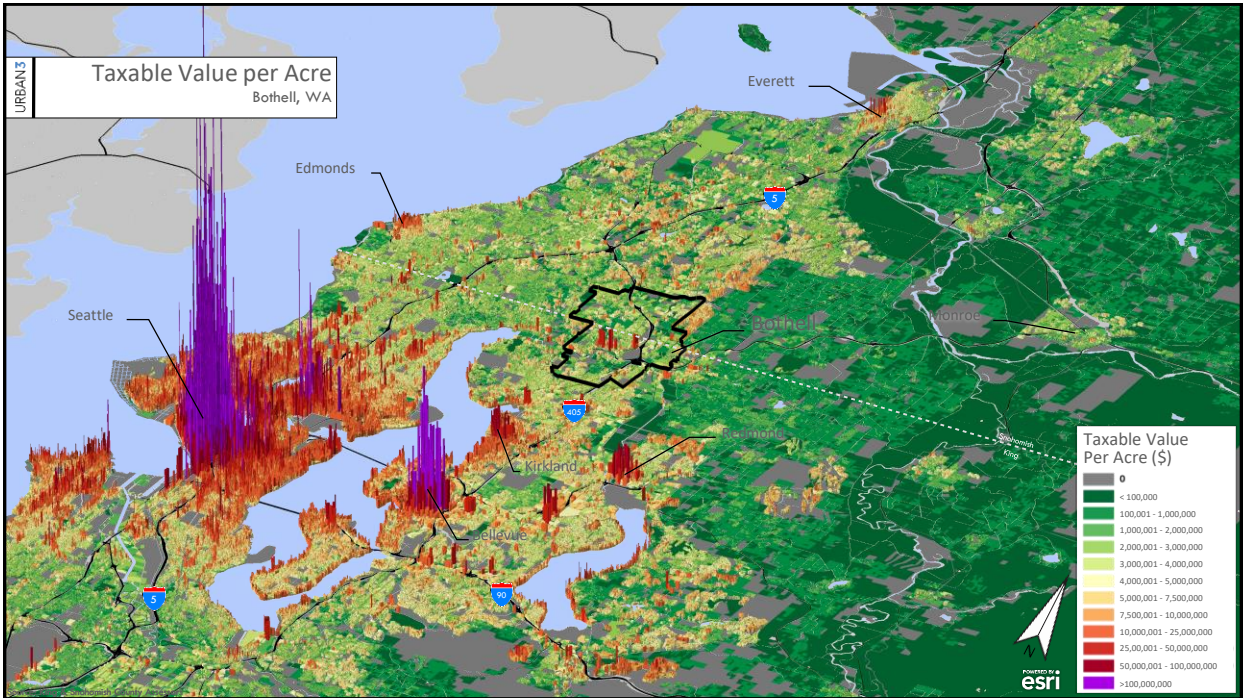 URBAN3
Taxable Value per Acre
Bothell, WA
Everett
Edmonds
5
Seattle
Bothell
Monroe
405
Redmond
Kirkland
Snohomish
King
Bellevue
90
5
Taxable Value
Per Acre ($)
0
< 100,000
100,001 - 1,000,000
1,000,001 - 2,000,000
2,000,001 - 3,000,000
3,000,001 - 4,000,000
4,000,001 - 5,000,000
5,000,001 - 7,500,000
7,500,001 - 10,000,000
10,000,001 - 25,000,000
25,00,001 - 50,000,000
50,000,001 - 100,000,000
>100,000,000
N
POWERED BY
esri
Snohomish County